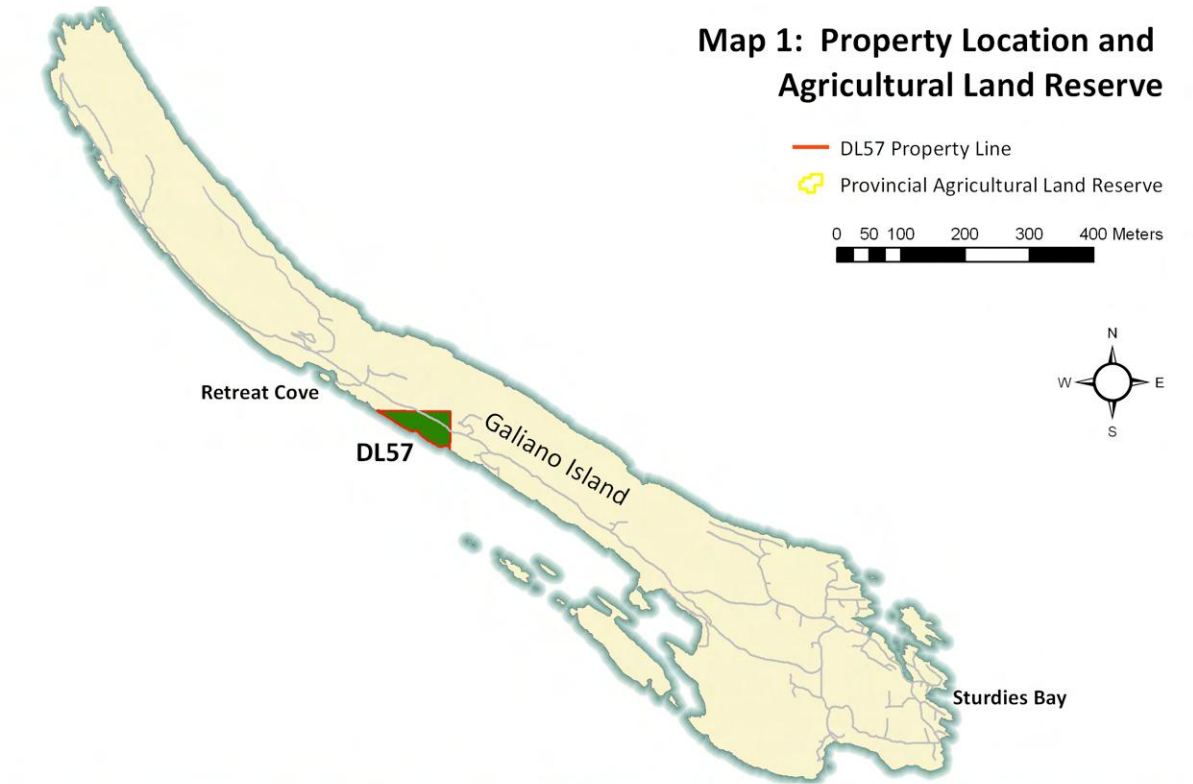 Map 1: Property Location and
Agricultural Land Reserve
DL57 Property Line
Provincial Agricultural Land Reserve
0 50 100 200 300 400 Meters
N
W E
S
Retreat Cove
DL57
Galiano Island
Sturdies Bay